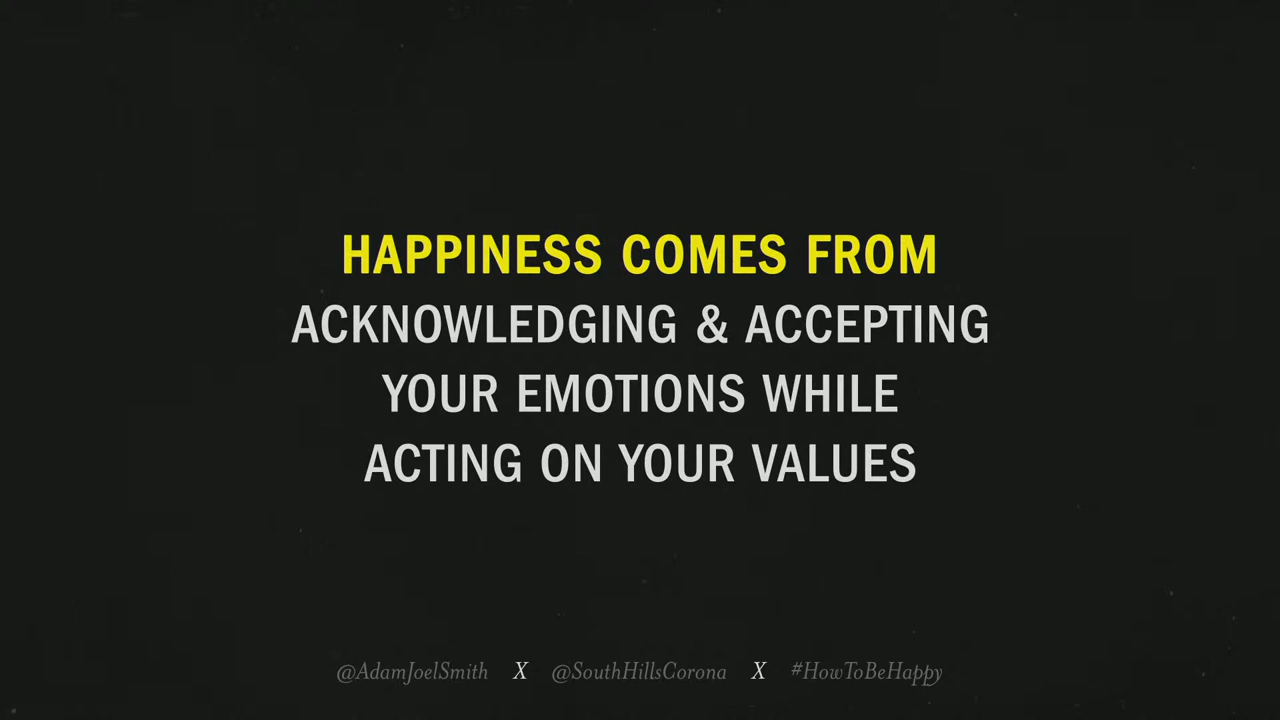 HAPPINESS COMES FROM
ACKNOWLEDGING & ACCEPTING
YOUR EMOTIONS WHILE
ACTING ON YOUR VALUES
@AdamJoelSmith X @SouthHillsCorona X #HowToBeHappy